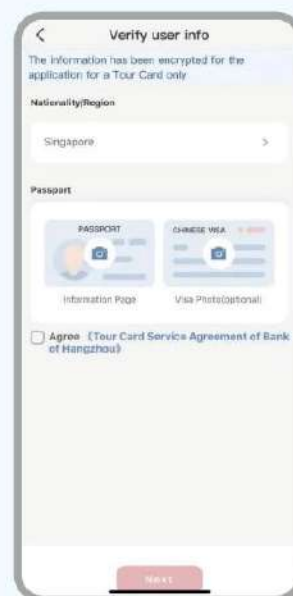 Verify user info
The information has been encrypted for the
application for a Tour Card only
Nationality/Region
Singapore
Passport
PASSPORT
CHINESE VISA
Information Page
Visa Photo(optional)
Agree 《Tour Card Service Agreement of Bank
of Hangzhou》
Next